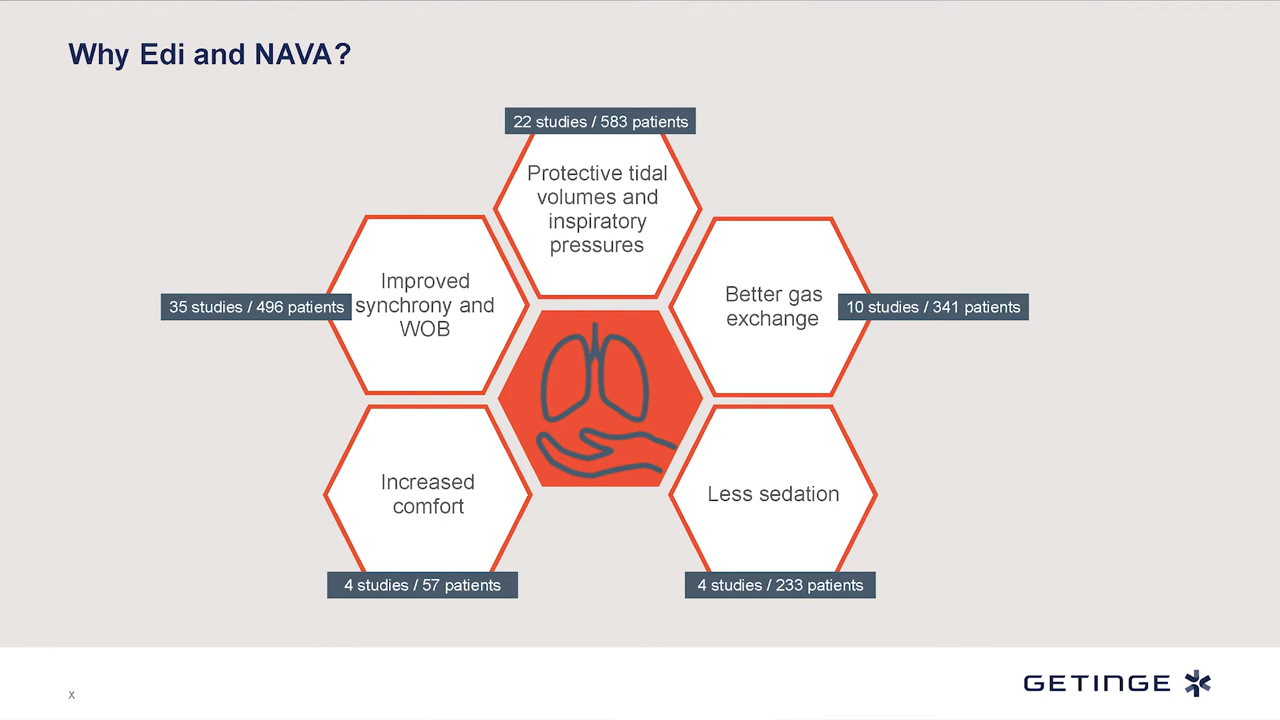 Why Edi and NAVA?
22 studies / 583 patients
Protective tidal
volumes and
inspiratory
pressures
35 studies / 496 patients
Improved
synchrony and
WOB
Better gas
exchange
10 studies / 341 patients
Increased
comfort
4 studies / 57 patients
Less sedation
4 studies / 233 patients
x
GETINGE